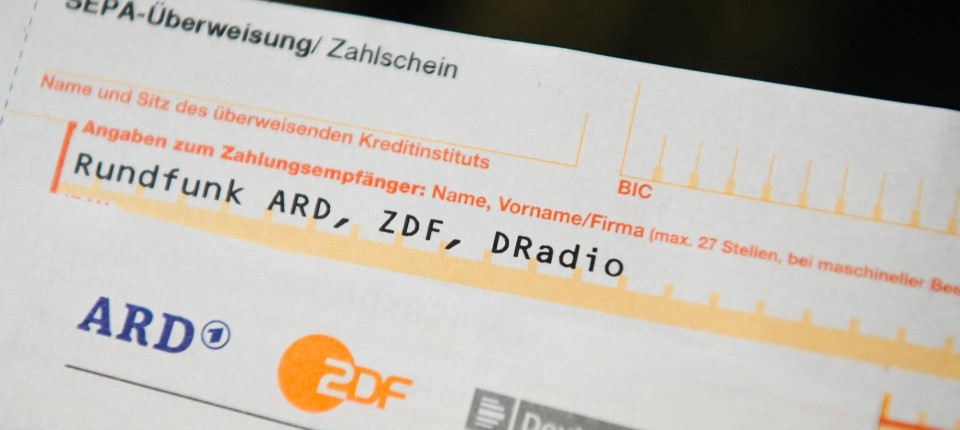 SEPA-Überweisung/ Zahlschein
Name und Sitz des überweisenden Kreditinstituts
BIC
Angaben zum Zahlungsempfänger: Name, Vorname/Firma (max. 27 Stellen, bei maschineller
Rundfunk ARD, ZDF, DRadio
ARD 1
ZDF